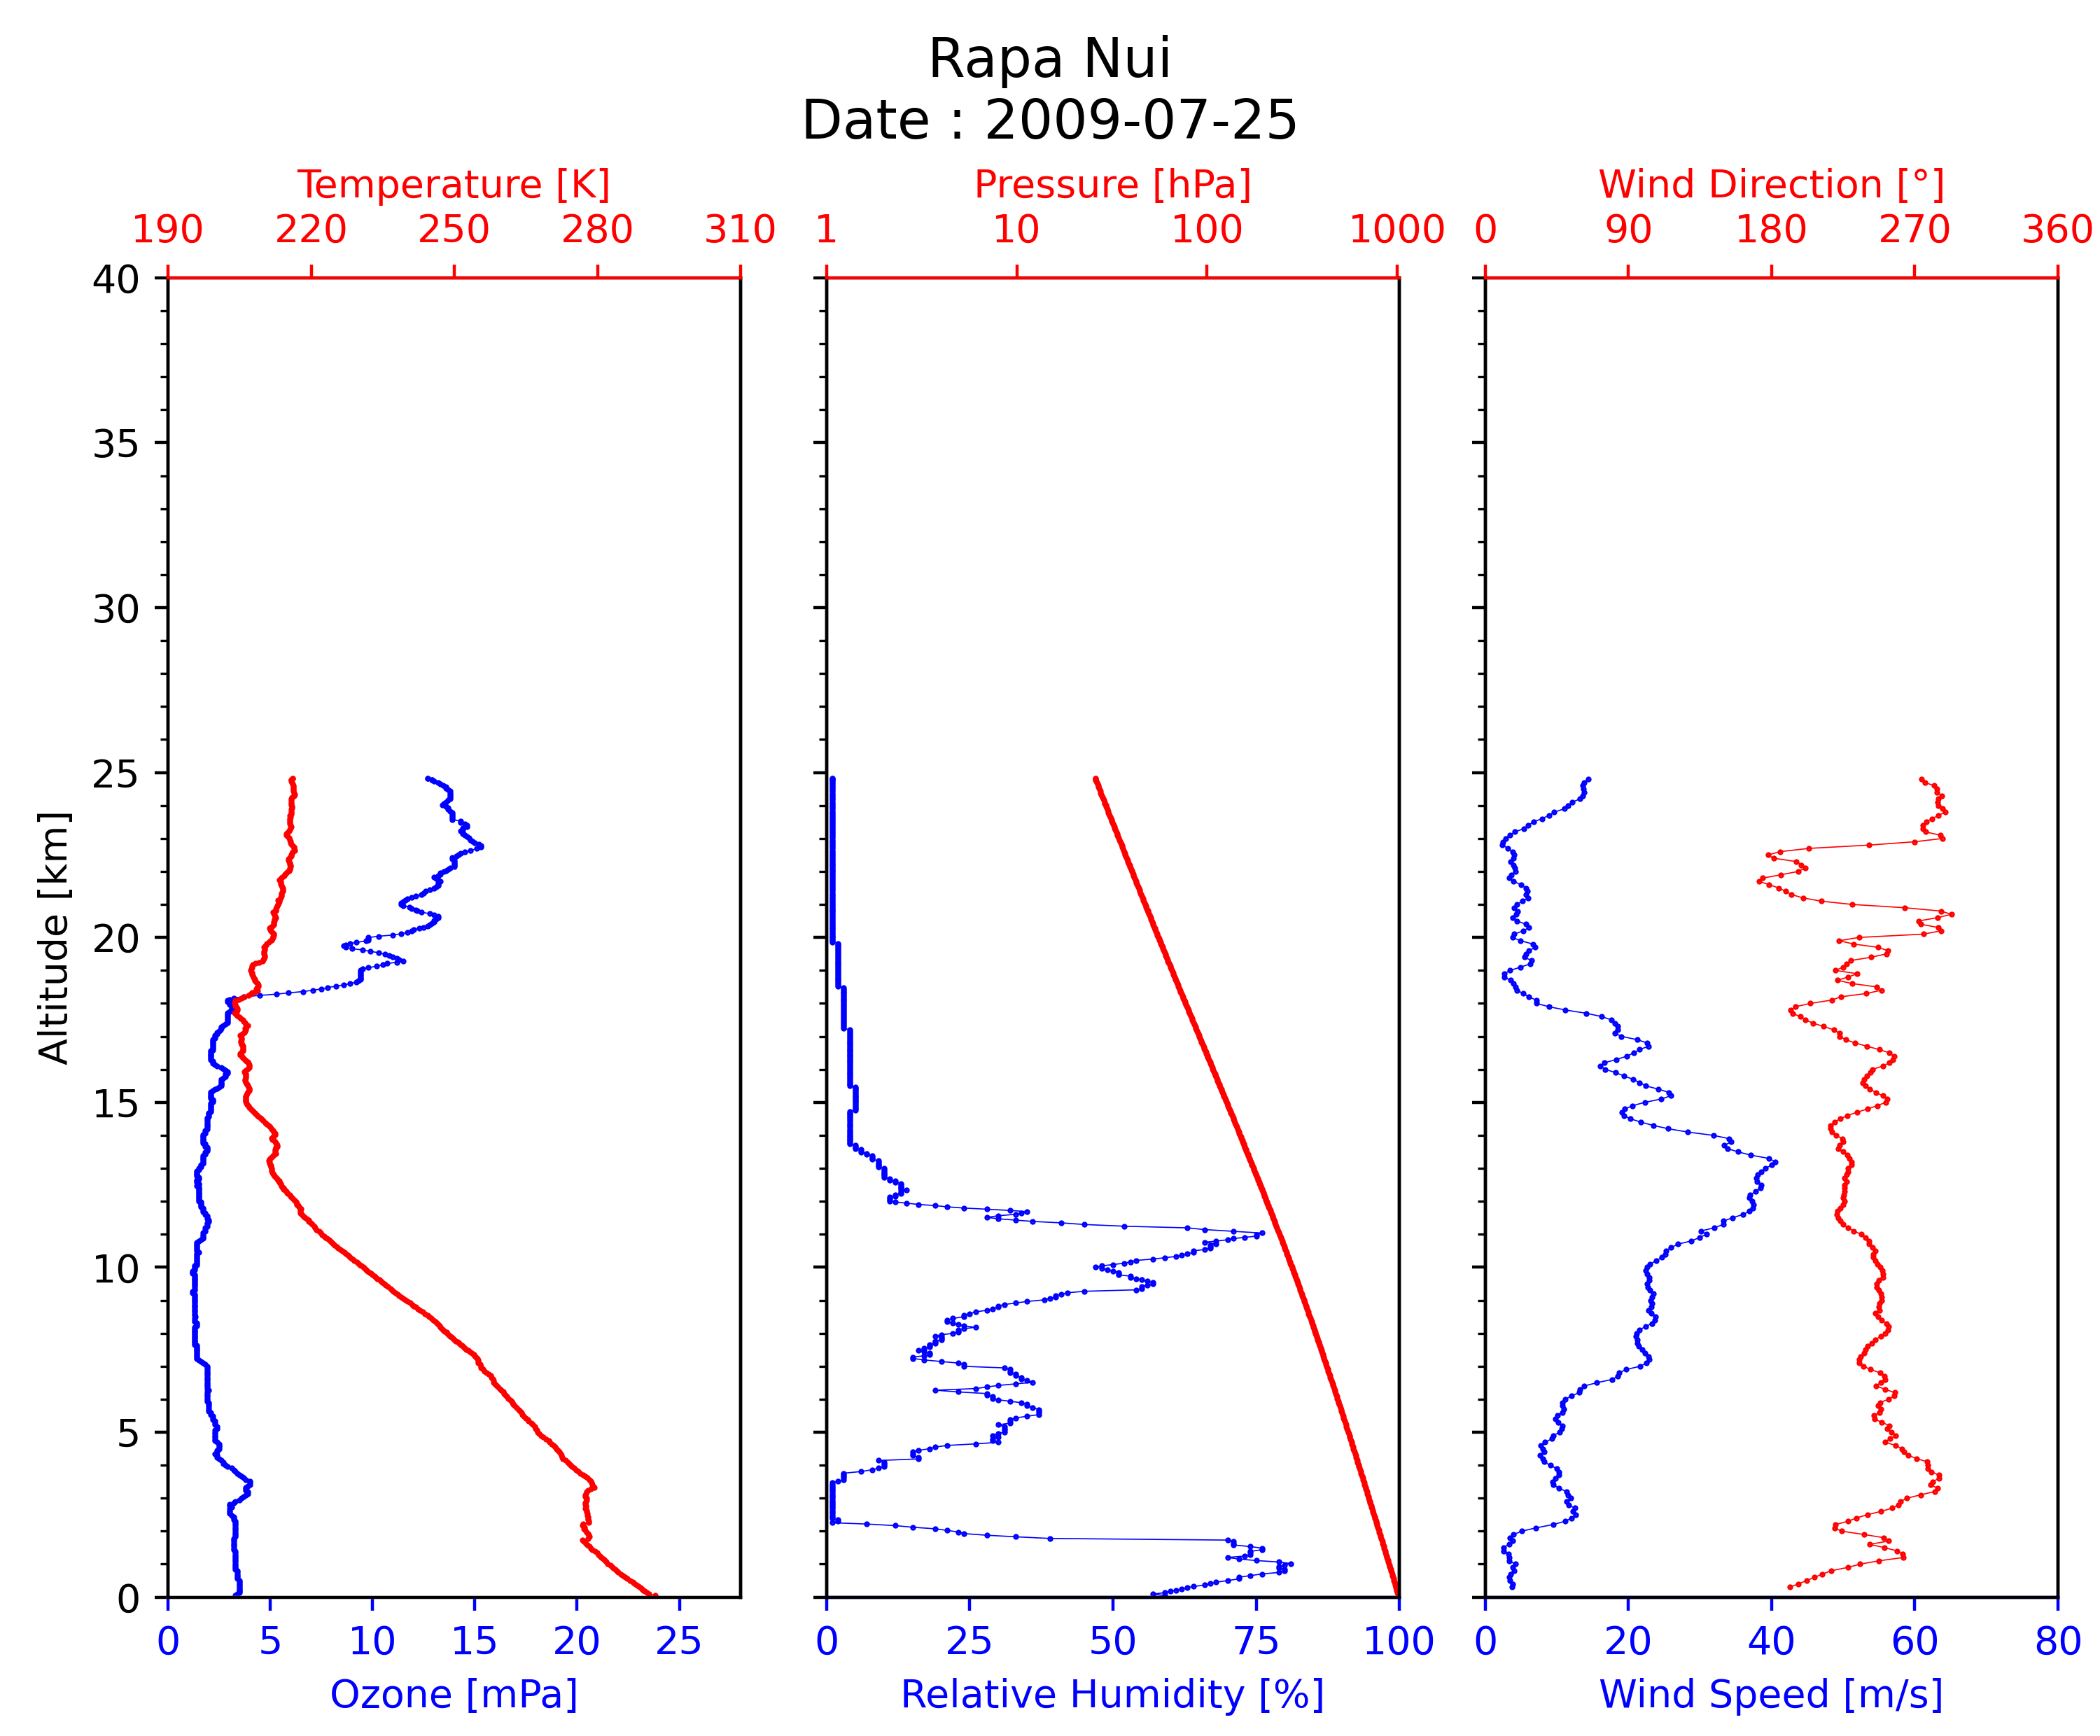 Rapa Nui
Date : 2009-07-25
Temperature [K]
190 220 250 280 310
Pressure [hPa]
1 10 100 1000
Wind Direction [°]
0 90 180 270 360
Altitude [km]
40
35
30
25
20
15
10
5
0
0 5 10 15 20 25
Ozone [mPa]
0 25 50 75 100
Relative Humidity [%]
0 20 40 60 80
Wind Speed [m/s]